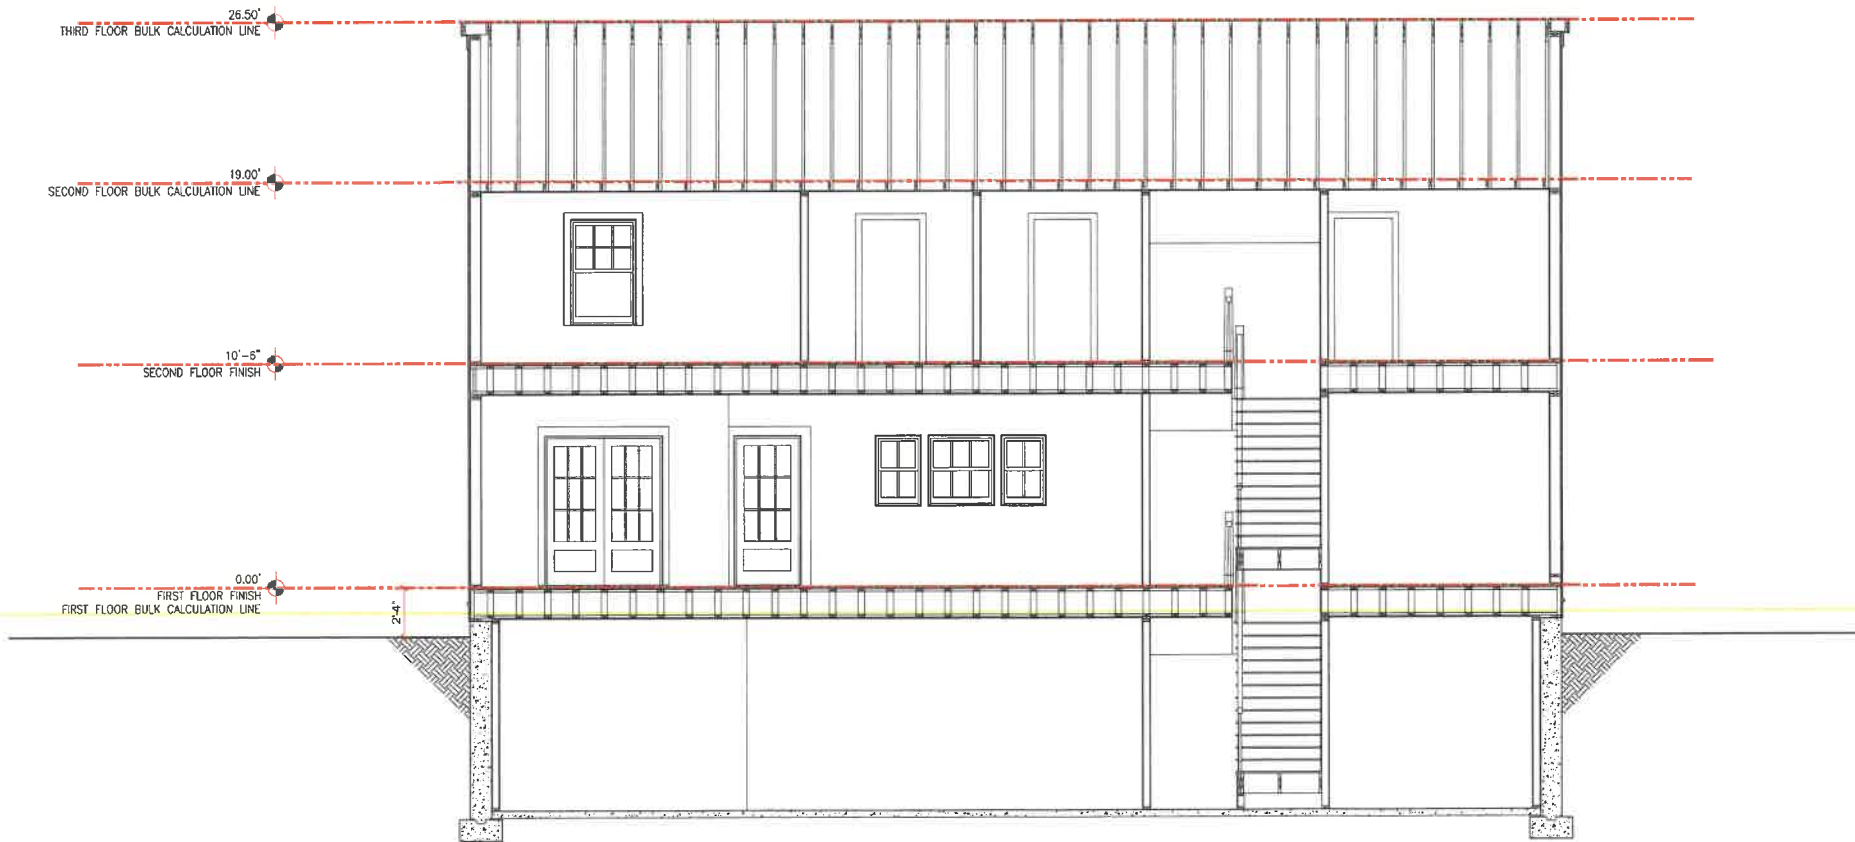 26.50'
THIRD FLOOR BULK CALCULATION LINE
19.00'
SECOND FLOOR BULK CALCULATION LINE
10'-6"
SECOND FLOOR FINISH
0.00'
FIRST FLOOR FINISH
FIRST FLOOR BULK CALCULATION LINE
2'-4"